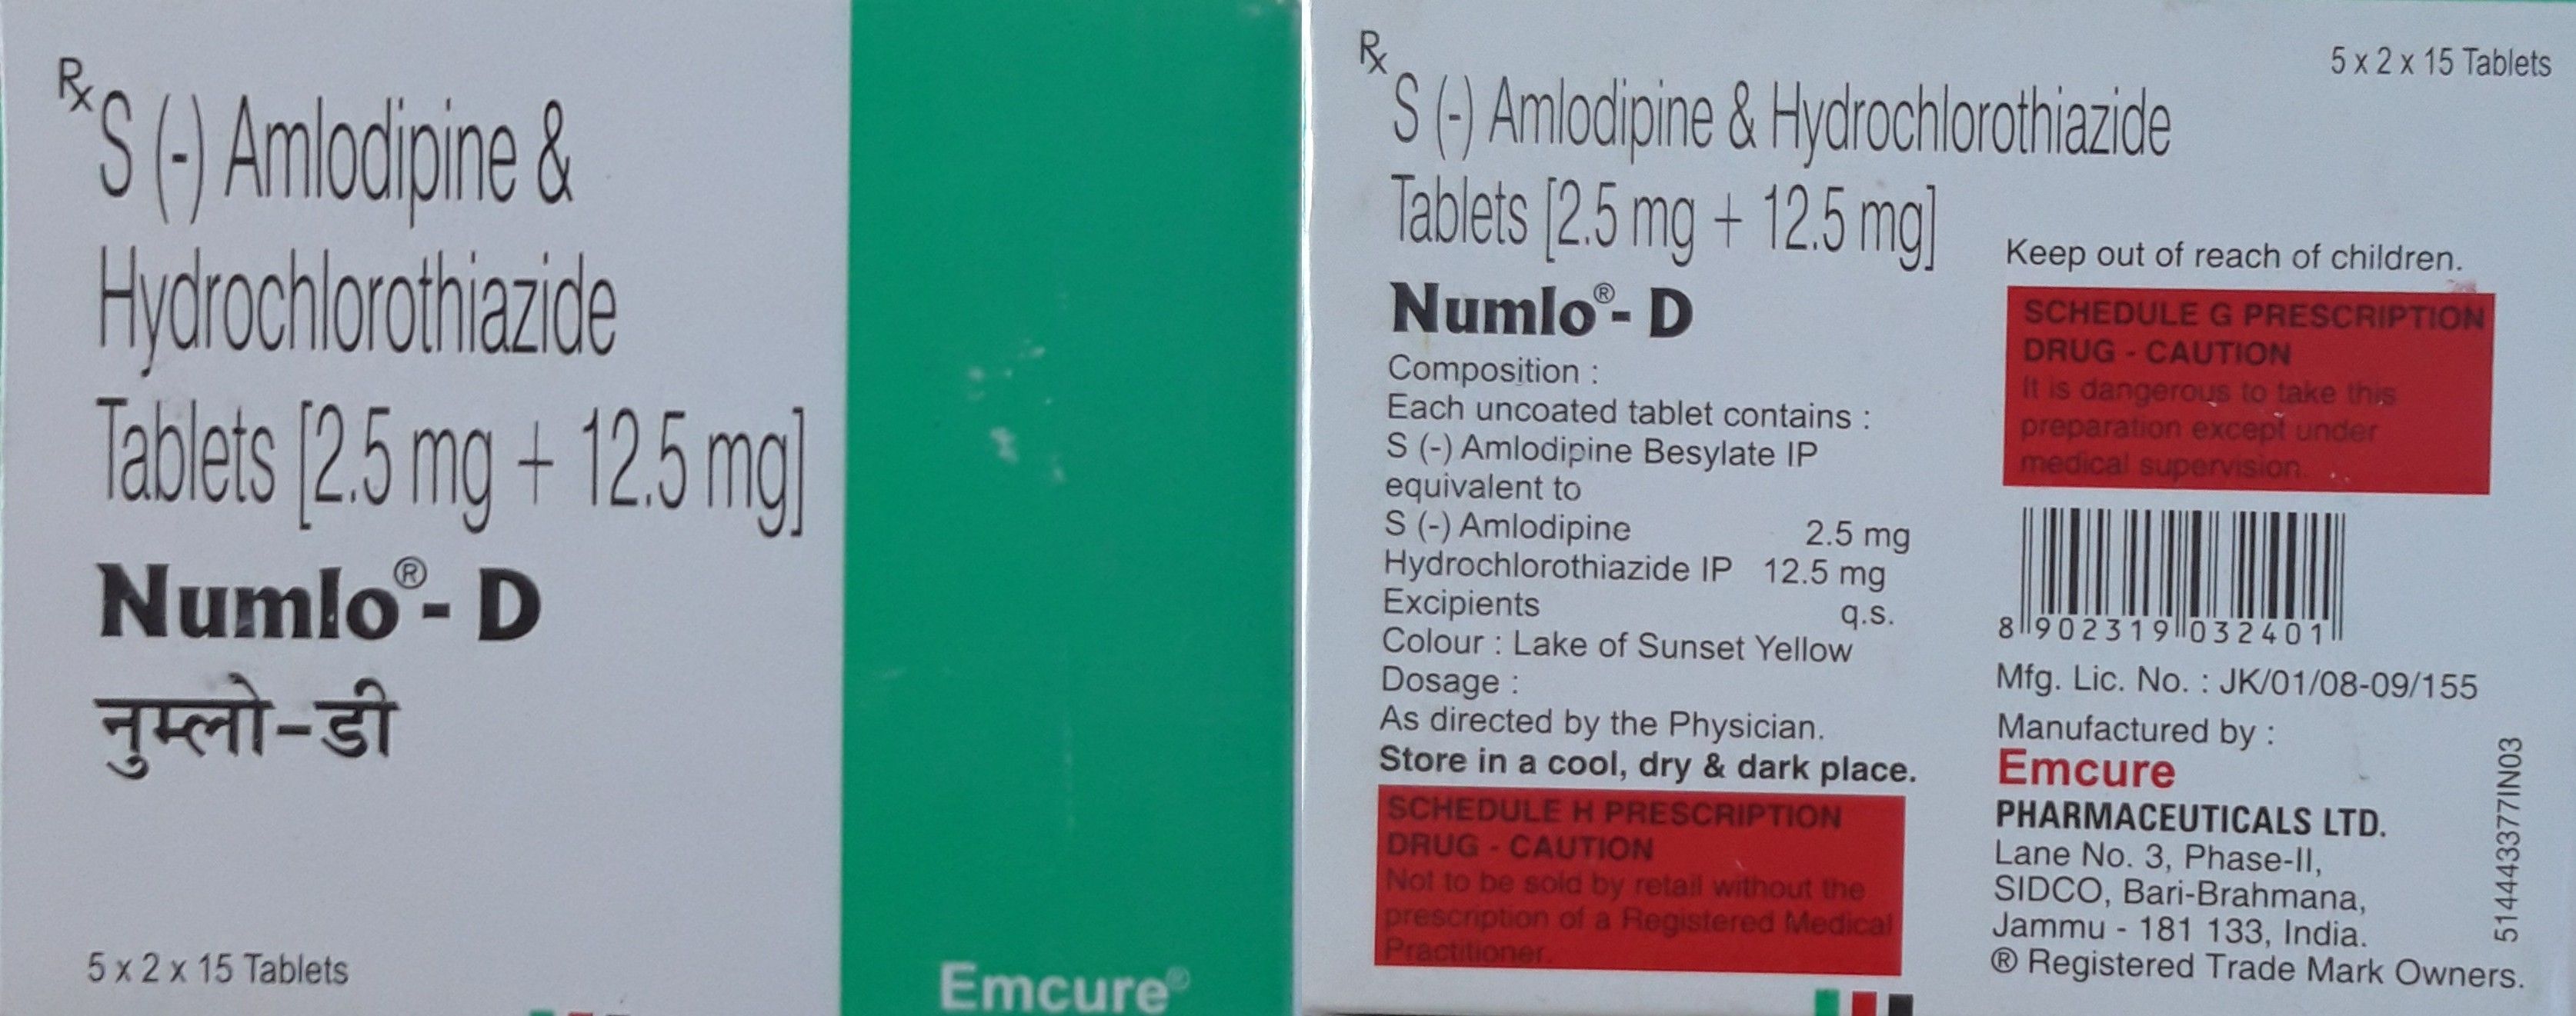 Rx
S (-) Amlodipine &
Hydrochlorothiazide
Tablets [2.5 mg + 12.5 mg]
Numlo®- D
नुम्लो-डी
5 x 2 x 15 Tablets
Emcure®
Rx
5 x 2 x 15 Tablets
S (-) Amlodipine & Hydrochlorothiazide
Tablets [2.5 mg + 12.5 mg]
Numlo®- D
Composition :
Each uncoated tablet contains :
S (-) Amlodipine Besylate IP
equivalent to
S (-) Amlodipine 2.5 mg
Hydrochlorothiazide IP 12.5 mg
Excipients q.s.
Colour : Lake of Sunset Yellow
Dosage :
As directed by the Physician.
Store in a cool, dry & dark place.
SCHEDULE H PRESCRIPTION
DRUG - CAUTION
Not to be sold by retail without the
prescription of a Registered Medical
Practitioner.
Keep out of reach of children.
SCHEDULE G PRESCRIPTION
DRUG - CAUTION
It is dangerous to take this
preparation except under
medical supervision.
8 902319 032401
Mfg. Lic. No. : JK/01/08-09/155
Manufactured by :
Emcure
PHARMACEUTICALS LTD.
Lane No. 3, Phase-II,
SIDCO, Bari-Brahmana,
Jammu - 181 133, India.
® Registered Trade Mark Owners.
51444377IN03